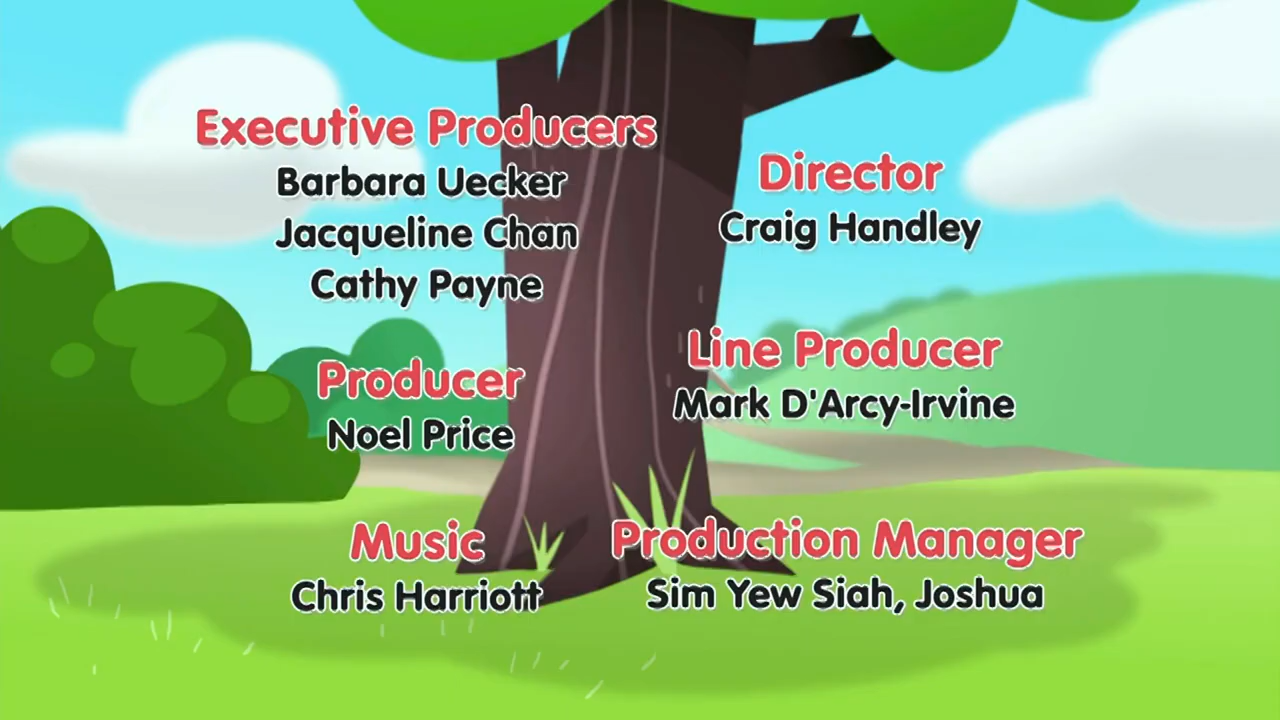 Executive Producers
Barbara Uecker
Jacqueline Chan
Cathy Payne
Producer
Noel Price
Music
Chris Harriott
Director
Craig Handley
Line Producer
Mark D'Arcy-Irvine
Production Manager
Sim Yew Siah, Joshua